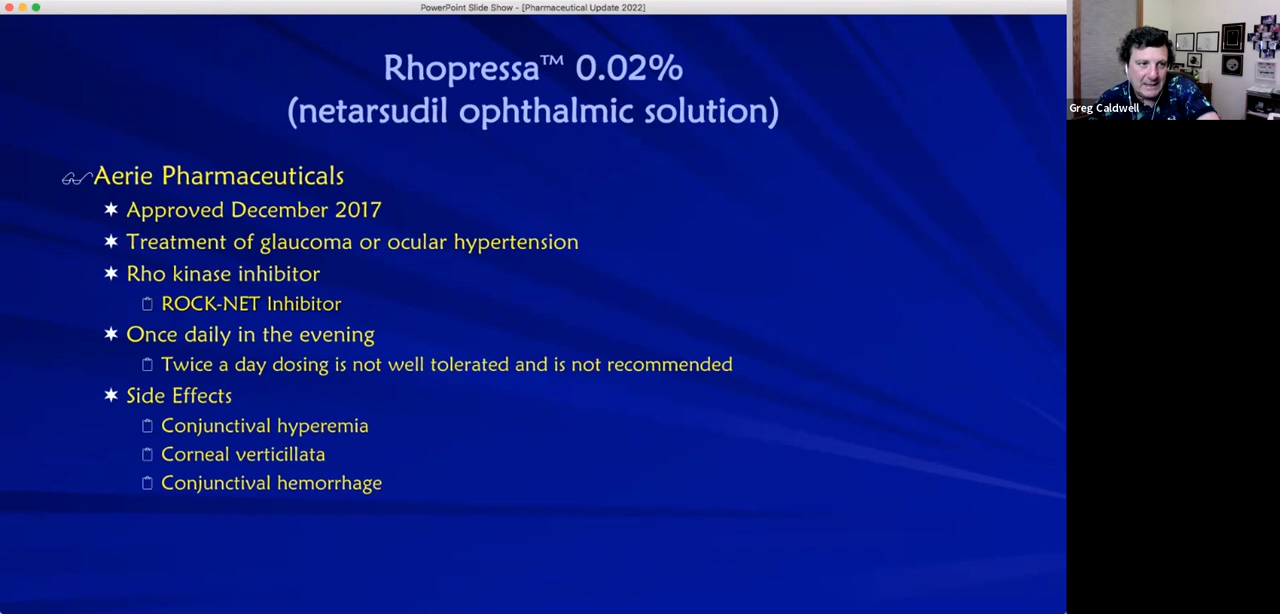 PowerPoint Slide Show - [Pharmaceutical Update 2022]
Rhopressa™ 0.02%
(netarsudil ophthalmic solution)
Aerie Pharmaceuticals
Approved December 2017
Treatment of glaucoma or ocular hypertension
Rho kinase inhibitor
ROCK-NET Inhibitor
Once daily in the evening
Twice a day dosing is not well tolerated and is not recommended
Side Effects
Conjunctival hyperemia
Corneal verticillata
Conjunctival hemorrhage
Greg Caldwell